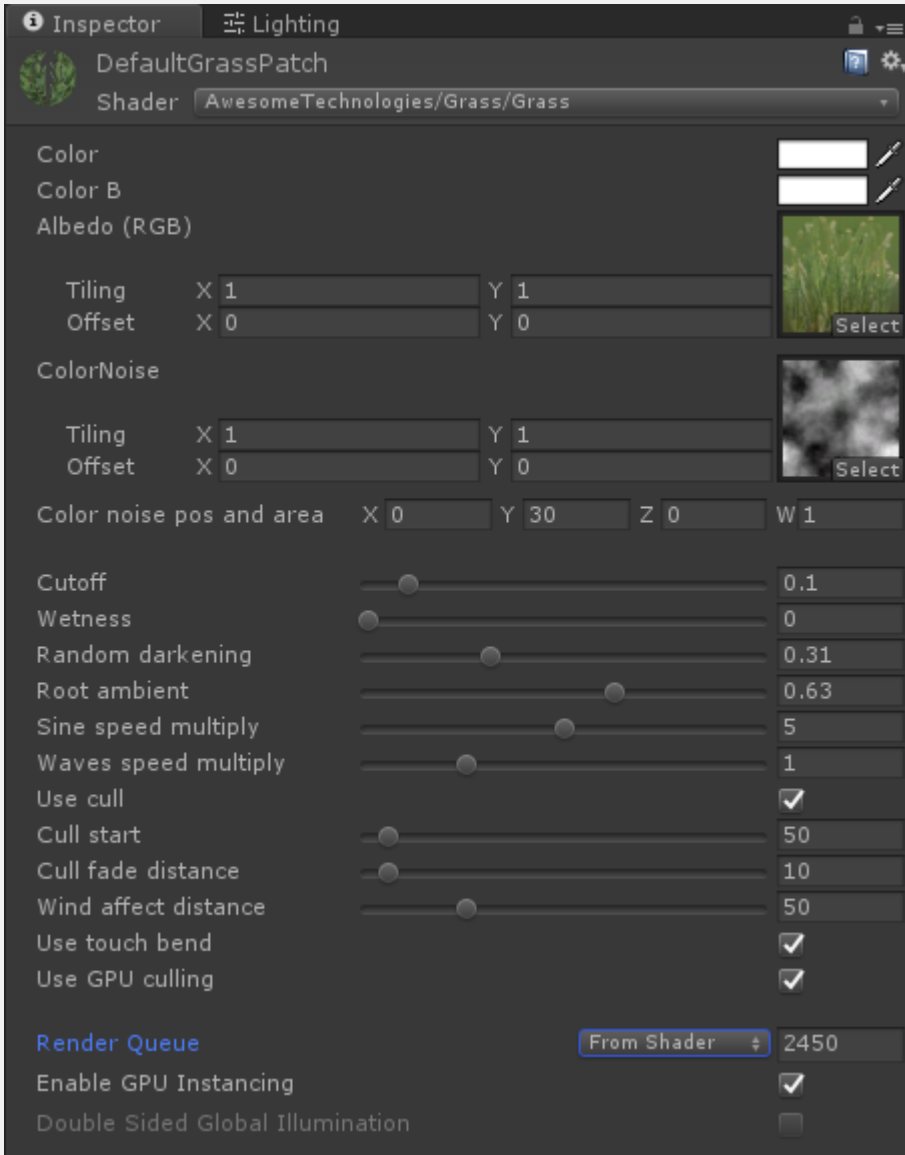 Inspector Lighting
DefaultGrassPatch
Shader AwesomeTechnologies/Grass/Grass
Color
Color B
Albedo (RGB)
Tiling X 1 Y 1
Offset X 0 Y 0
Select
ColorNoise
Tiling X 1 Y 1
Offset X 0 Y 0
Select
Color noise pos and area X 0 Y 30 Z 0 W 1
Cutoff 0.1
Wetness 0
Random darkening 0.31
Root ambient 0.63
Sine speed multiply 5
Waves speed multiply 1
Use cull
Cull start 50
Cull fade distance 10
Wind affect distance 50
Use touch bend
Use GPU culling
Render Queue From Shader 2450
Enable GPU Instancing
Double Sided Global Illumination